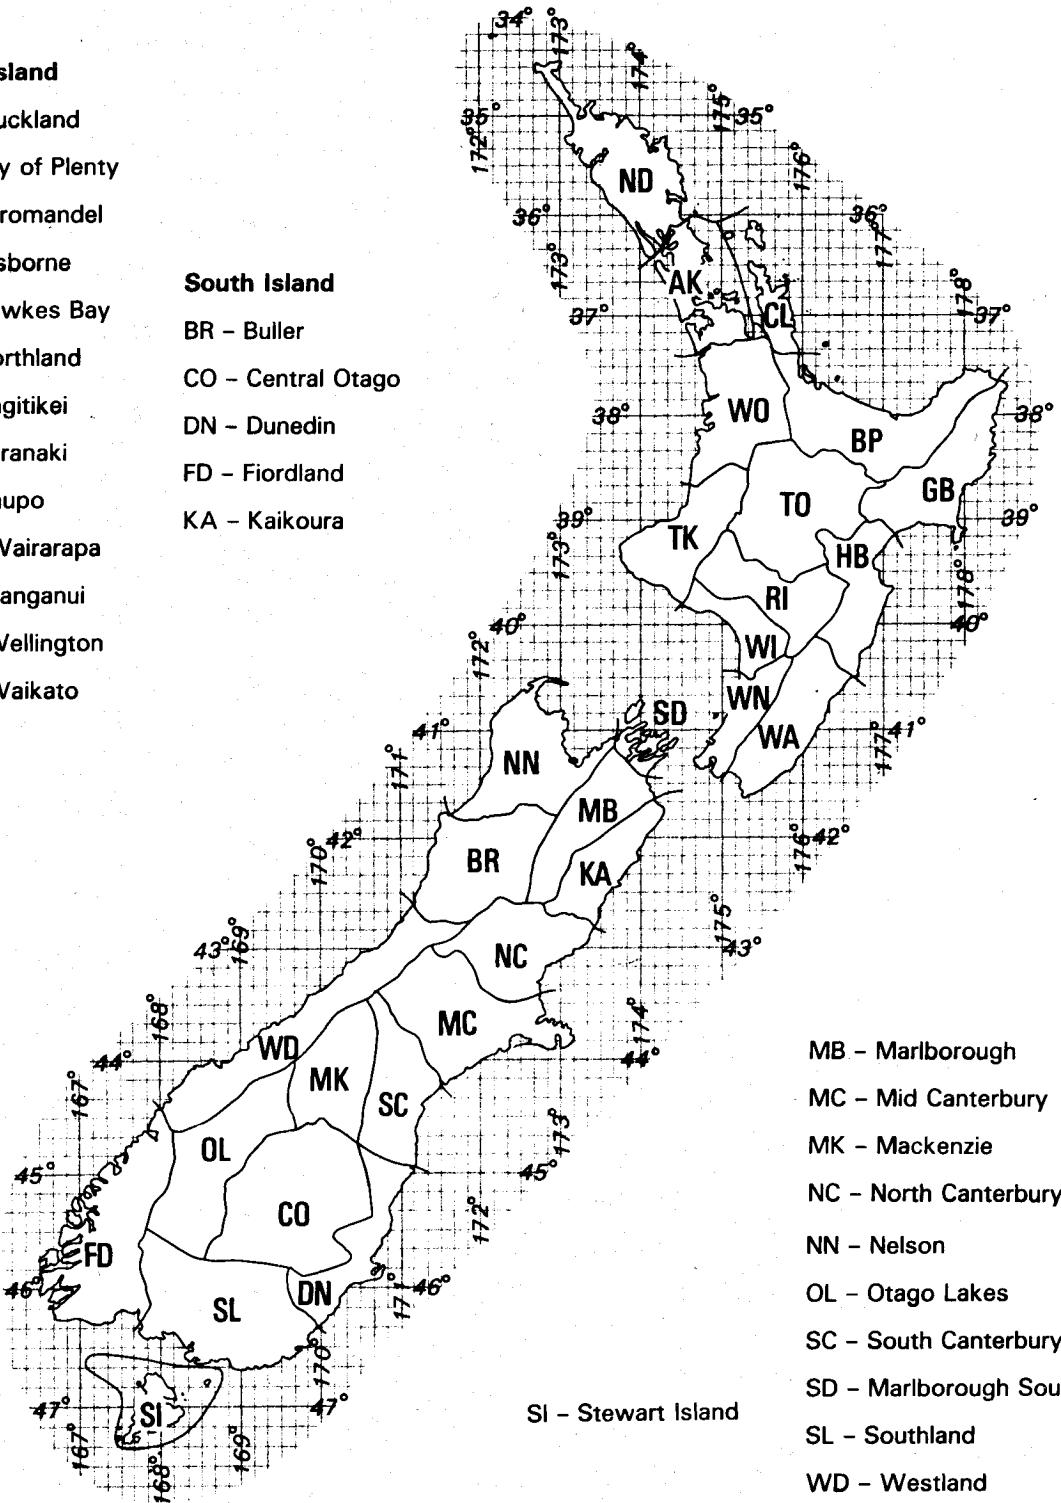 sland
uckland
y of Plenty
romandel
sborne
wkes Bay
orthland
gitikei
ranaki
upo
Wairarapa
anganui
Wellington
Waikato
South Island
BR – Buller
CO – Central Otago
DN – Dunedin
FD – Fiordland
KA – Kaikoura
34°
173°
174°
172°
35°
175°
35°
176°
ND
36°
36°
177°
173°
AK
178°
37°
CL
37°
38°
WO
38°
BP
GB
TO
39°
TK
39°
173°
HB
178°
RI
40°
40°
172°
WI
WN
SD
41°
WA
41°
171°
177°
NN
MB
42°
42°
170°
176°
BR
KA
43°
169°
NC
175°
43°
168°
MC
174°
44°
WD
44°
MK
167°
SC
173°
OL
45°
45°
CO
172°
FD
46°
46°
DN
171°
SL
170°
47°
SI
47°
167°
168°
169°
SI – Stewart Island
MB – Marlborough
MC – Mid Canterbury
MK – Mackenzie
NC – North Canterbury
NN – Nelson
OL – Otago Lakes
SC – South Canterbury
SD – Marlborough Sou
SL – Southland
WD – Westland